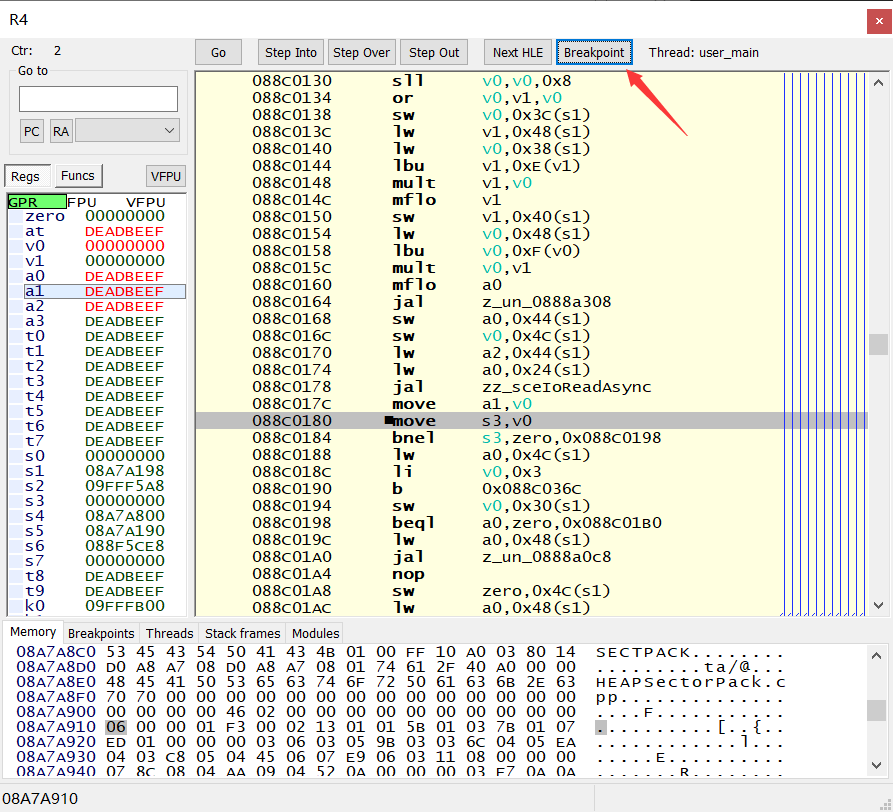 R4
Ctr: 2
Go Step Into Step Over Step Out Next HLE Breakpoint Thread: user_main
Go to
PC RA
Regs Funcs VFPU
GPR FPU VFPU
zero 00000000
at DEADBEEF
v0 00000000
v1 00000000
a0 DEADBEEF
a1 DEADBEEF
a2 DEADBEEF
a3 DEADBEEF
t0 DEADBEEF
t1 DEADBEEF
t2 DEADBEEF
t3 DEADBEEF
t4 DEADBEEF
t5 DEADBEEF
t6 DEADBEEF
t7 DEADBEEF
s0 DEADBEEF
s1 08A7A198
s2 09FFF5A8
s3 00000000
s4 08A7A800
s5 08A7A190
s6 088F5CE8
s7 00000000
t8 DEADBEEF
t9 DEADBEEF
k0 09FFFB00
088c0130 sll v0,v0,0x8
088c0134 or v0,v1,v0
088c0138 sw v0,0x3C(s1)
088c013c lw v1,0x48(s1)
088c0140 lw v0,0x38(s1)
088c0144 lbu v1,0xE(v1)
088c0148 mult v1,v0
088c014c mflo v1
088c0150 sw v1,0x40(s1)
088c0154 lw v0,0x48(s1)
088c0158 lbu v0,0xF(v0)
088c015c mult v0,v1
088c0160 mflo a0
088c0164 jal z_un_0888a308
088c0168 sw a0,0x44(s1)
088c016c sw v0,0x4c(s1)
088c0170 lw a2,0x44(s1)
088c0174 lw a0,0x24(s1)
088c0178 jal zz_sceIoReadAsync
088c017c move a1,v0
088c0180 ■move s3,v0
088c0184 bnel s3,zero,0x088c0198
088c0188 lw a0,0x4c(s1)
088c018c li v0,0x3
088c0190 b 0x088c036c
088c0194 sw v0,0x30(s1)
088c0198 beql a0,zero,0x088c01B0
088c019c lw a0,0x48(s1)
088c01A0 jal z_un_0888a0c8
088c01A4 nop
088c01A8 sw zero,0x4c(s1)
088c01AC lw a0,0x48(s1)
Memory Breakpoints Threads Stack frames Modules
08A7A8C0 53 45 43 54 50 41 43 4B 01 00 FF 10 A0 03 80 14 SECTPACK........
08A7A8D0 D0 A8 A7 08 D0 A8 A7 08 01 74 61 2F 40 A0 00 00 .........ta/@...
08A7A8E0 48 45 41 50 53 65 63 74 6F 72 50 61 63 6B 2E 63 HEAPSectorPack.c
08A7A8F0 70 70 00 00 00 00 00 00 00 00 00 00 00 00 00 00 pp..............
08A7A900 00 00 00 00 46 02 00 00 00 00 00 00 00 00 00 00 ....F...........
08A7A910 06 00 00 01 F3 00 02 13 01 01 5B 01 03 7B 01 07 ..........[..{..
08A7A920 ED 01 00 00 00 03 06 03 05 9B 03 03 6C 04 05 EA ............l...
08A7A930 04 03 C8 05 04 45 06 07 E9 06 03 11 08 00 00 00 .....E..........
08A7A940 07 8C 08 04 AA 09 04 52 0A 00 00 00 03 F7 0A 0A .......R........
08A7A910